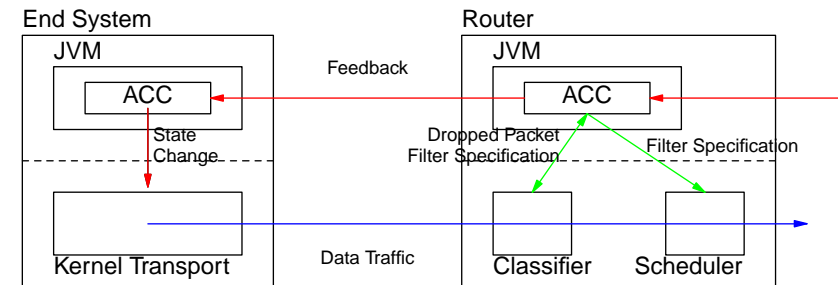 End System
Router
JVM
JVM
Feedback
ACC
ACC
State
Change
Dropped Packet
Filter Specification
Filter Specification
Data Traffic
Kernel Transport
Classifier
Scheduler